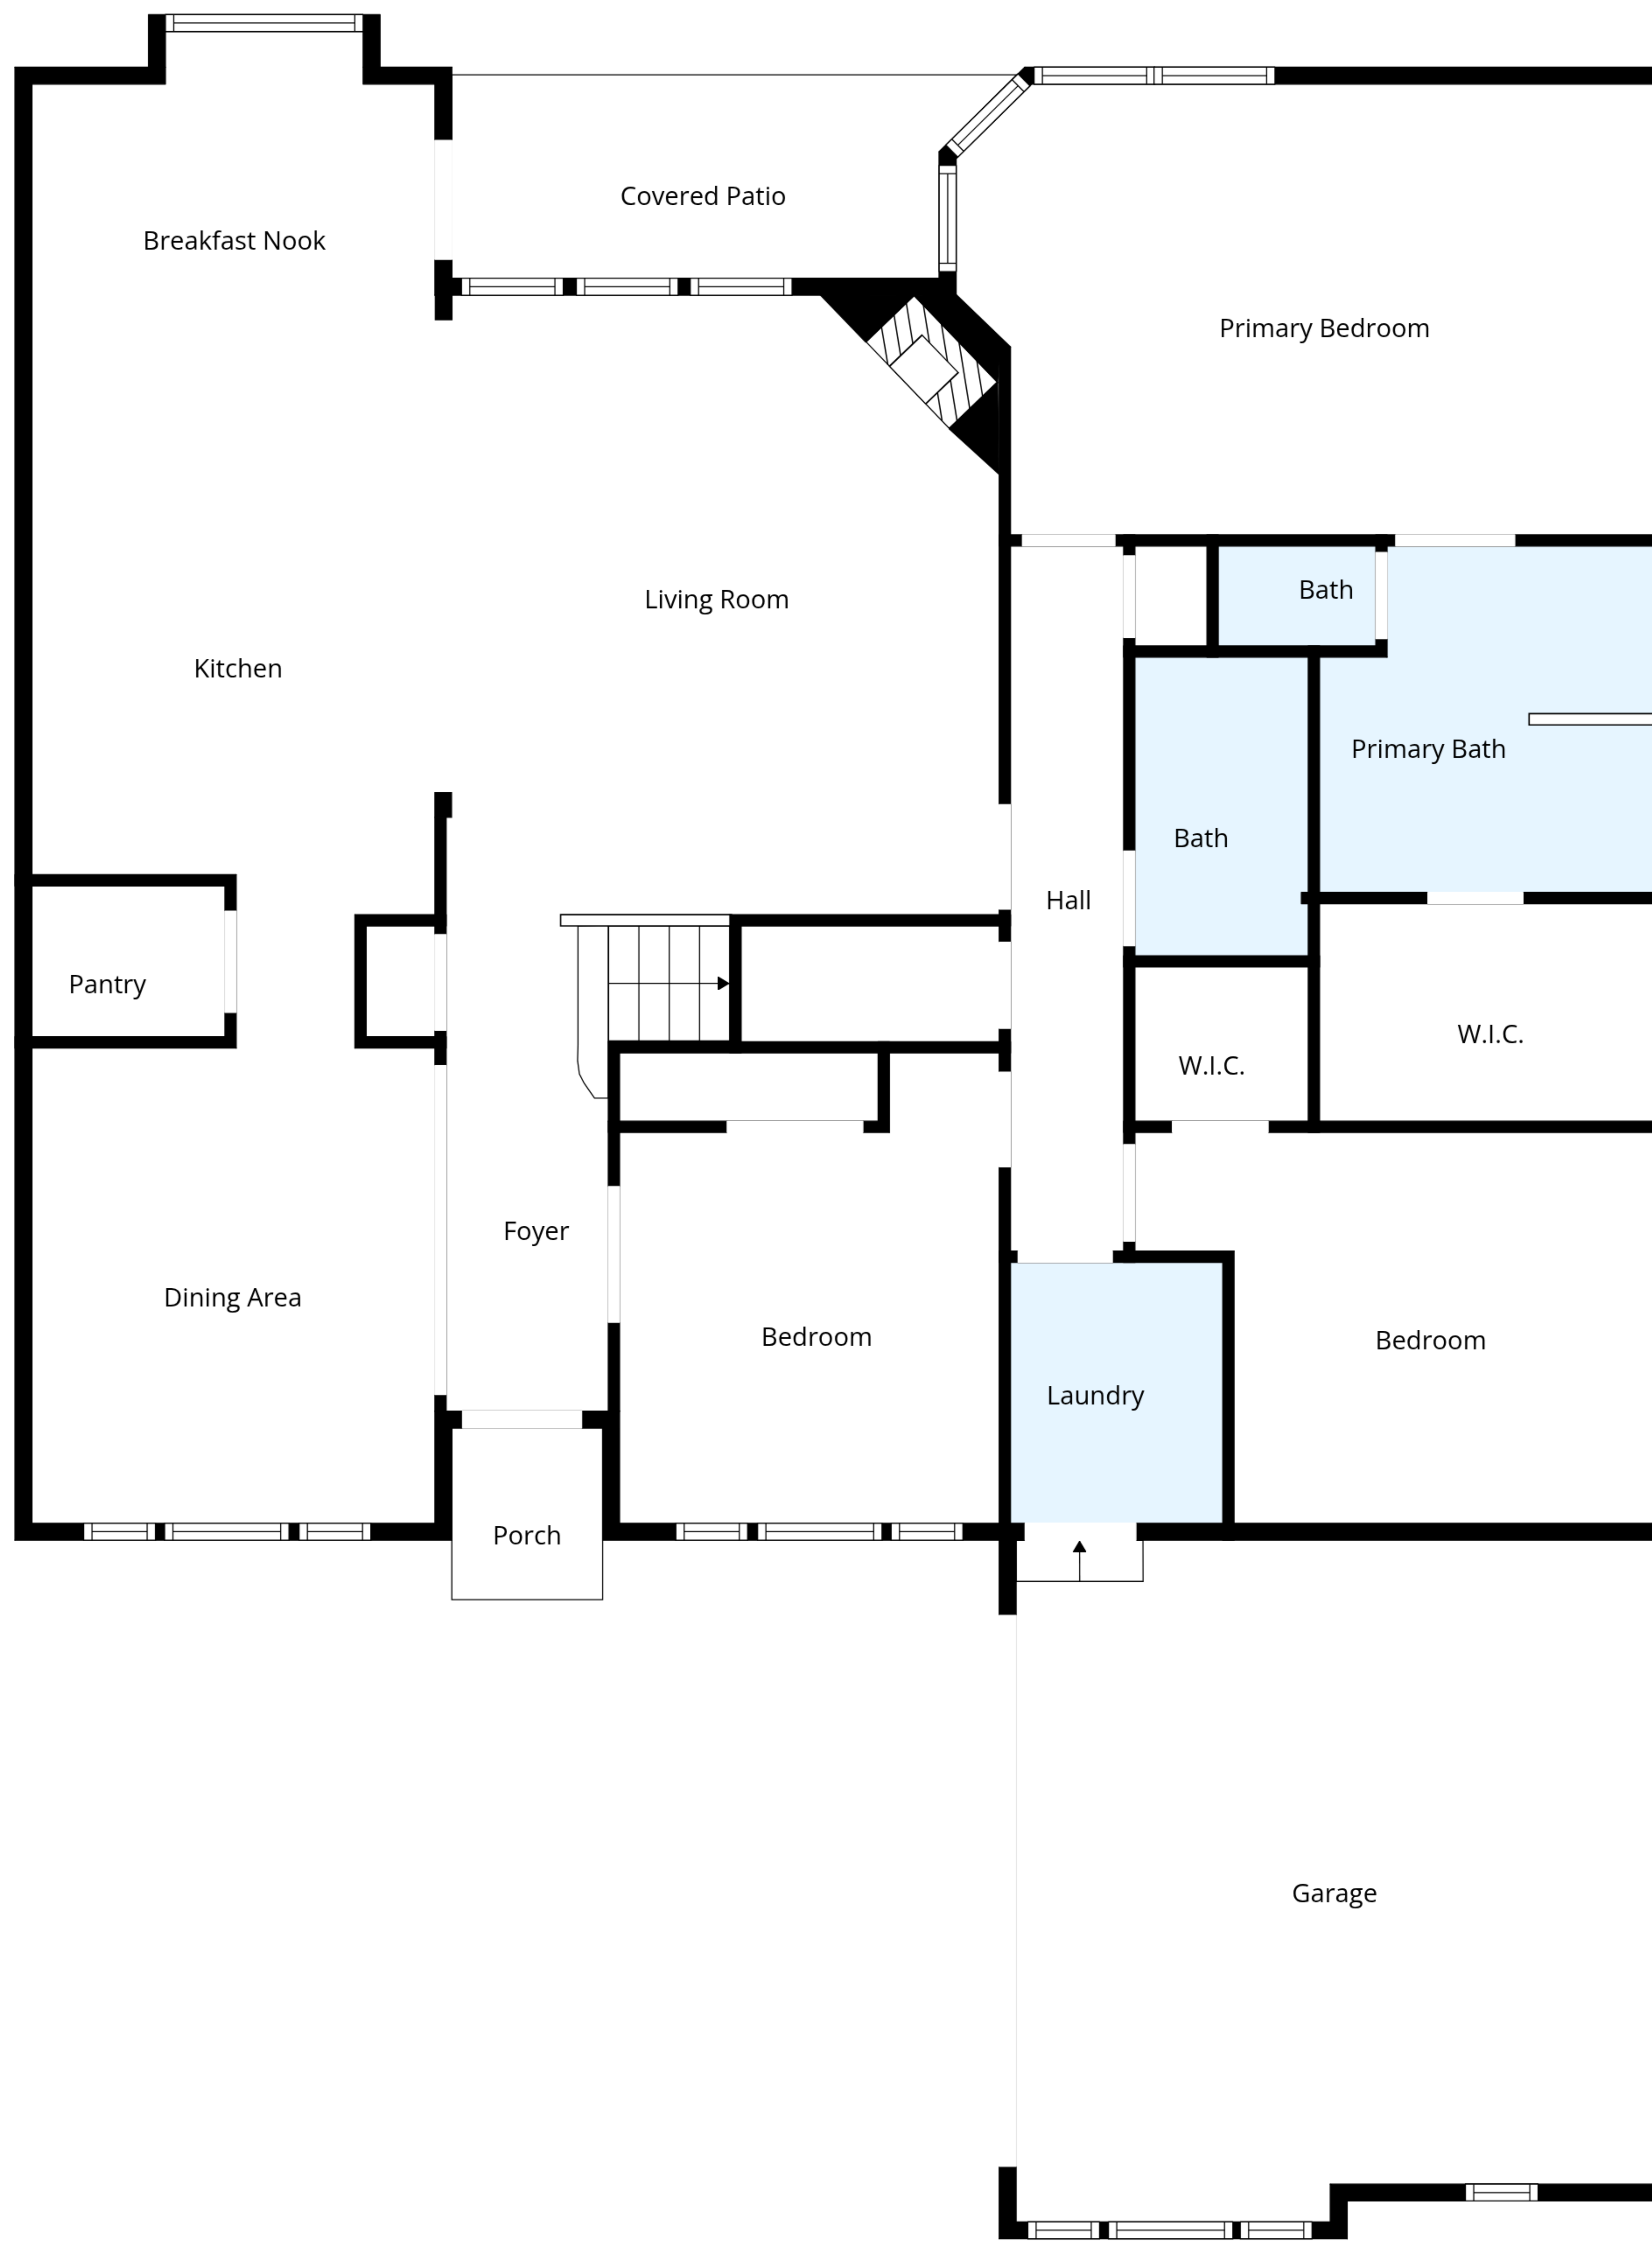 Covered Patio
Breakfast Nook
Primary Bedroom
Bath
Living Room
Kitchen
Primary Bath
Bath
Hall
Pantry
W.I.C.
W.I.C.
Foyer
Dining Area
Bedroom
Bedroom
Laundry
Porch
Garage